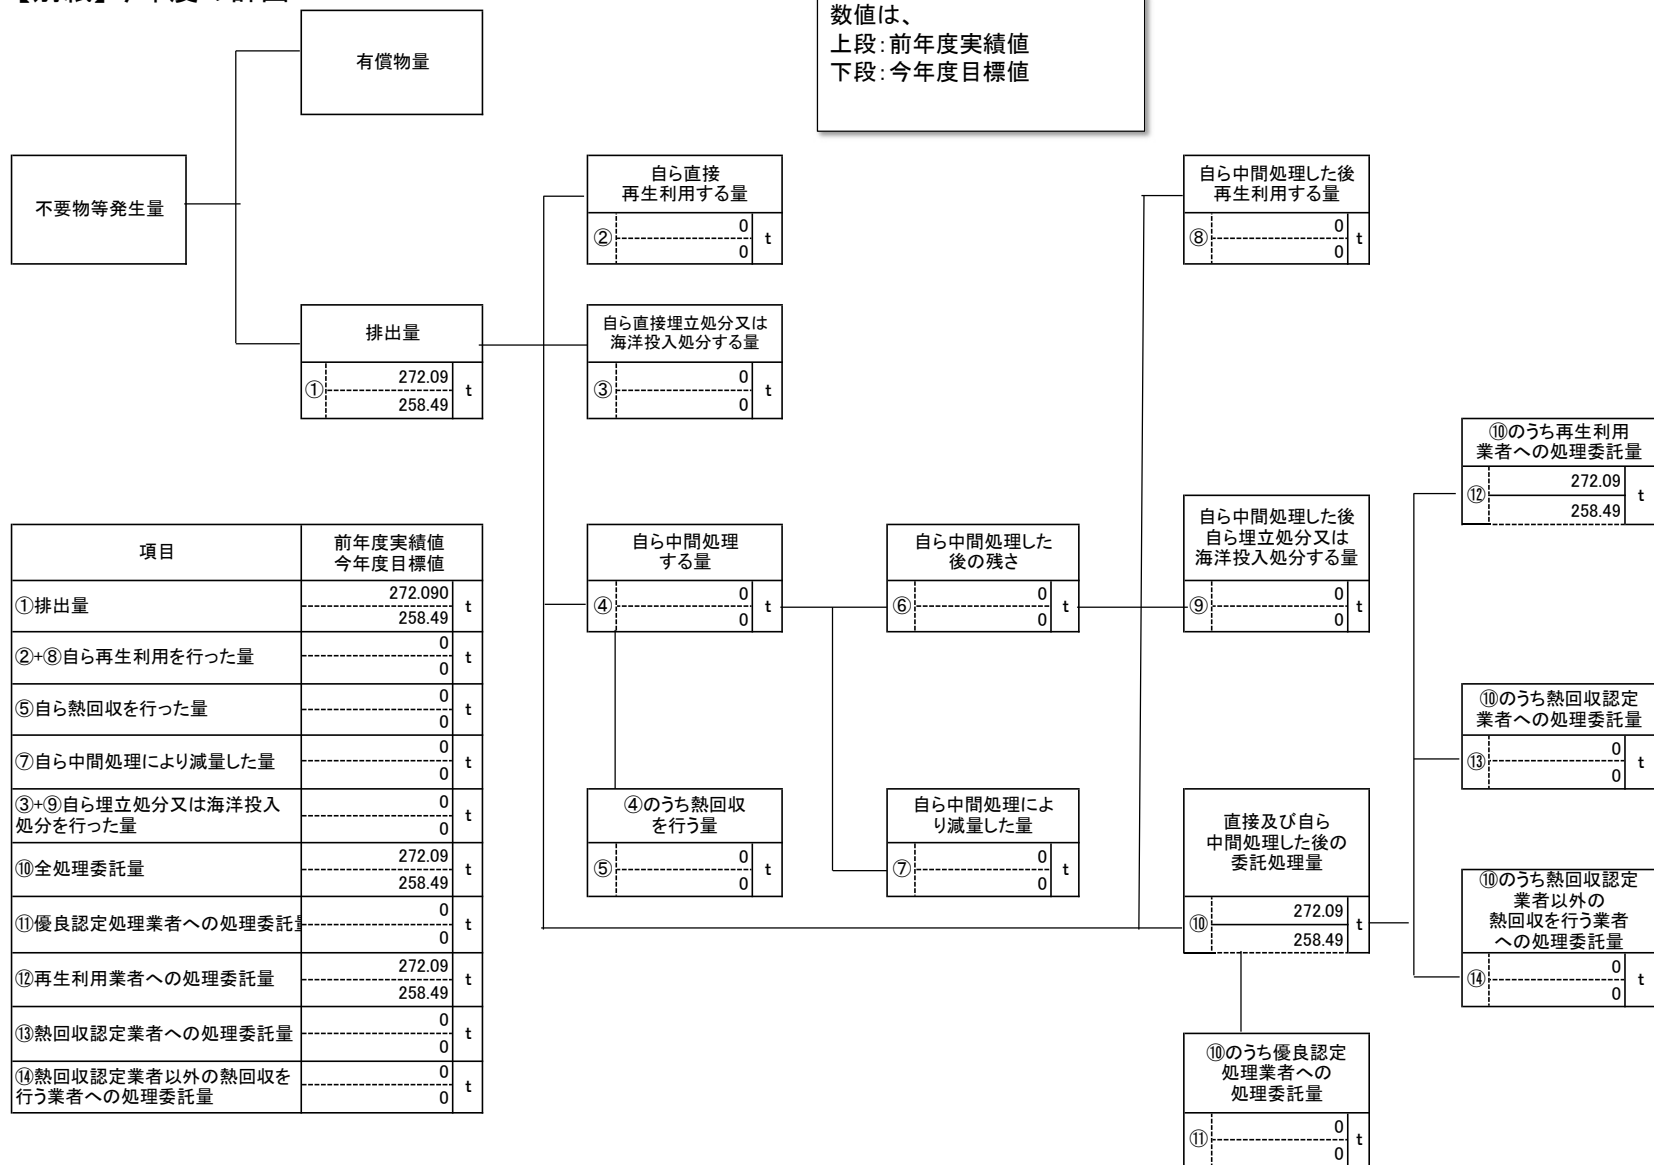 数値は、
上段：前年度実績値
下段：今年度目標値
有償物量
不要物等発生量
排出量
①
272.09
258.49
t
自ら直接
再生利用する量
②
0
0
t
自ら直接埋立処分又は
海洋投入処分する量
③
0
0
t
自ら中間処理した後
再生利用する量
⑧
0
0
t
⑩のうち再生利用
業者への処理委託量
⑫
272.09
258.49
t
自ら中間処理
する量
④
0
0
t
自ら中間処理した
後の残さ
⑥
0
0
t
自ら中間処理した後
自ら埋立処分又は
海洋投入処分する量
⑨
0
0
t
⑩のうち熱回収認定
業者への処理委託量
⑬
0
0
t
④のうち熱回収
を行う量
⑤
0
0
t
自ら中間処理によ
り減量した量
⑦
0
0
t
直接及び自ら
中間処理した後の
委託処理量
⑩
272.09
258.49
t
⑩のうち熱回収認定
業者以外の
熱回収を行う業者
への処理委託量
⑭
0
0
t
⑩のうち優良認定
処理業者への
処理委託量
⑪
0
0
t
項目
前年度実績値
今年度目標値
①排出量
272.090
258.49
t
②+⑧自ら再生利用を行った量
0
0
t
⑤自ら熱回収を行った量
0
0
t
⑦自ら中間処理により減量した量
0
0
t
③+⑨自ら埋立処分又は海洋投入
処分を行った量
0
0
t
⑩全処理委託量
272.09
258.49
t
⑪優良認定処理業者への処理委託量
0
0
t
⑫再生利用業者への処理委託量
272.09
258.49
t
⑬熱回収認定業者への処理委託量
0
0
t
⑭熱回収認定業者以外の熱回収を
行う業者への処理委託量
0
0
t